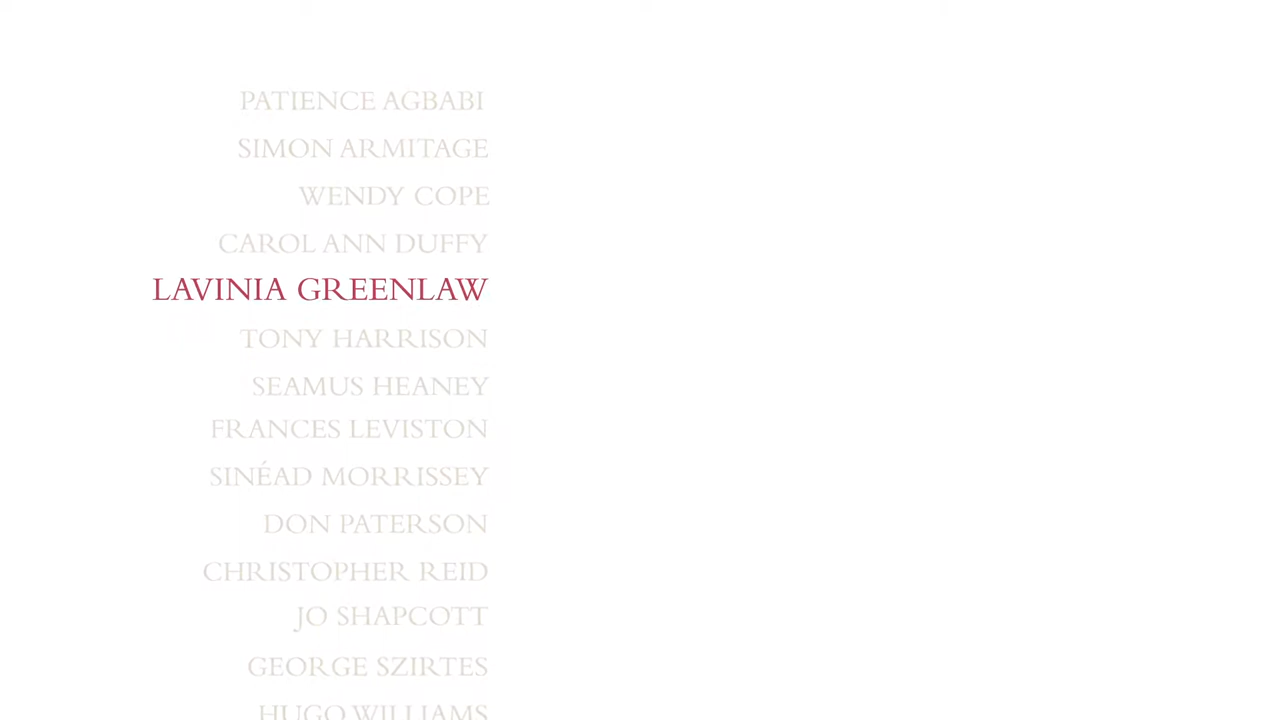 PATIENCE AGBABI
SIMON ARMITAGE
WENDY COPE
CAROL ANN DUFFY
LAVINIA GREENLAW
TONY HARRISON
SEAMUS HEANEY
FRANCES LEVISTON
SINÉAD MORRISSEY
DON PATERSON
CHRISTOPHER REID
JO SHAPCOTT
GEORGE SZIRTES
HUGO WILLIAMS